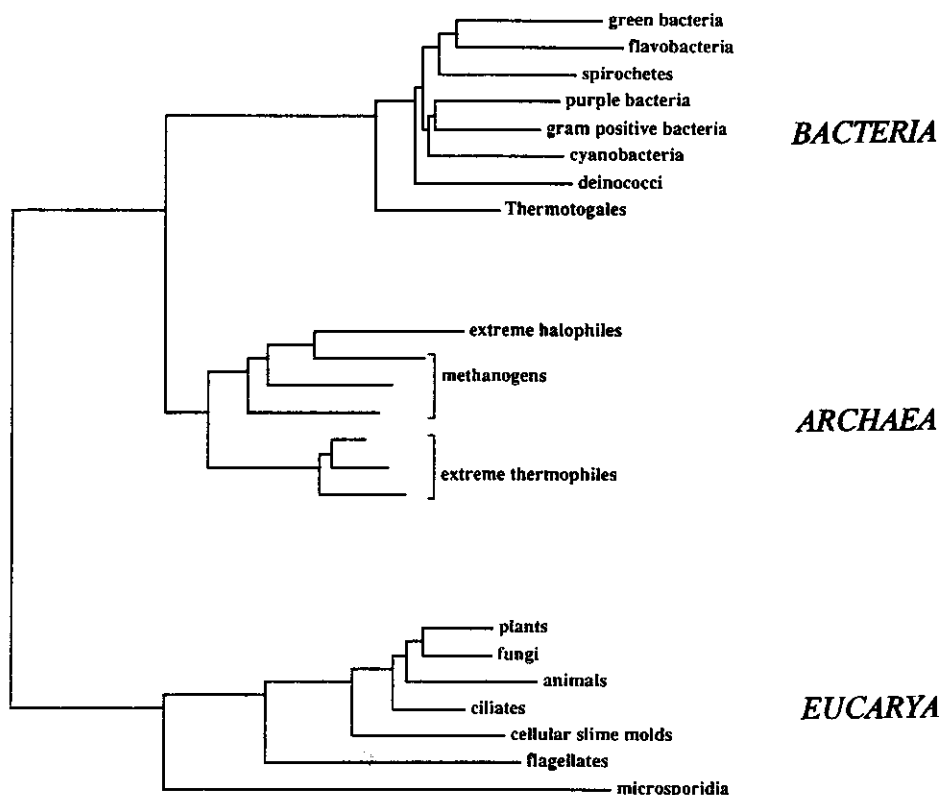 green bacteria
flavobacteria
spirochetes
purple bacteria
gram positive bacteria
cyanobacteria
deinococci
Thermotogales
BACTERIA
extreme halophiles
methanogens
extreme thermophiles
ARCHAEA
plants
fungi
animals
ciliates
cellular slime molds
flagellates
microsporidia
EUCARYA